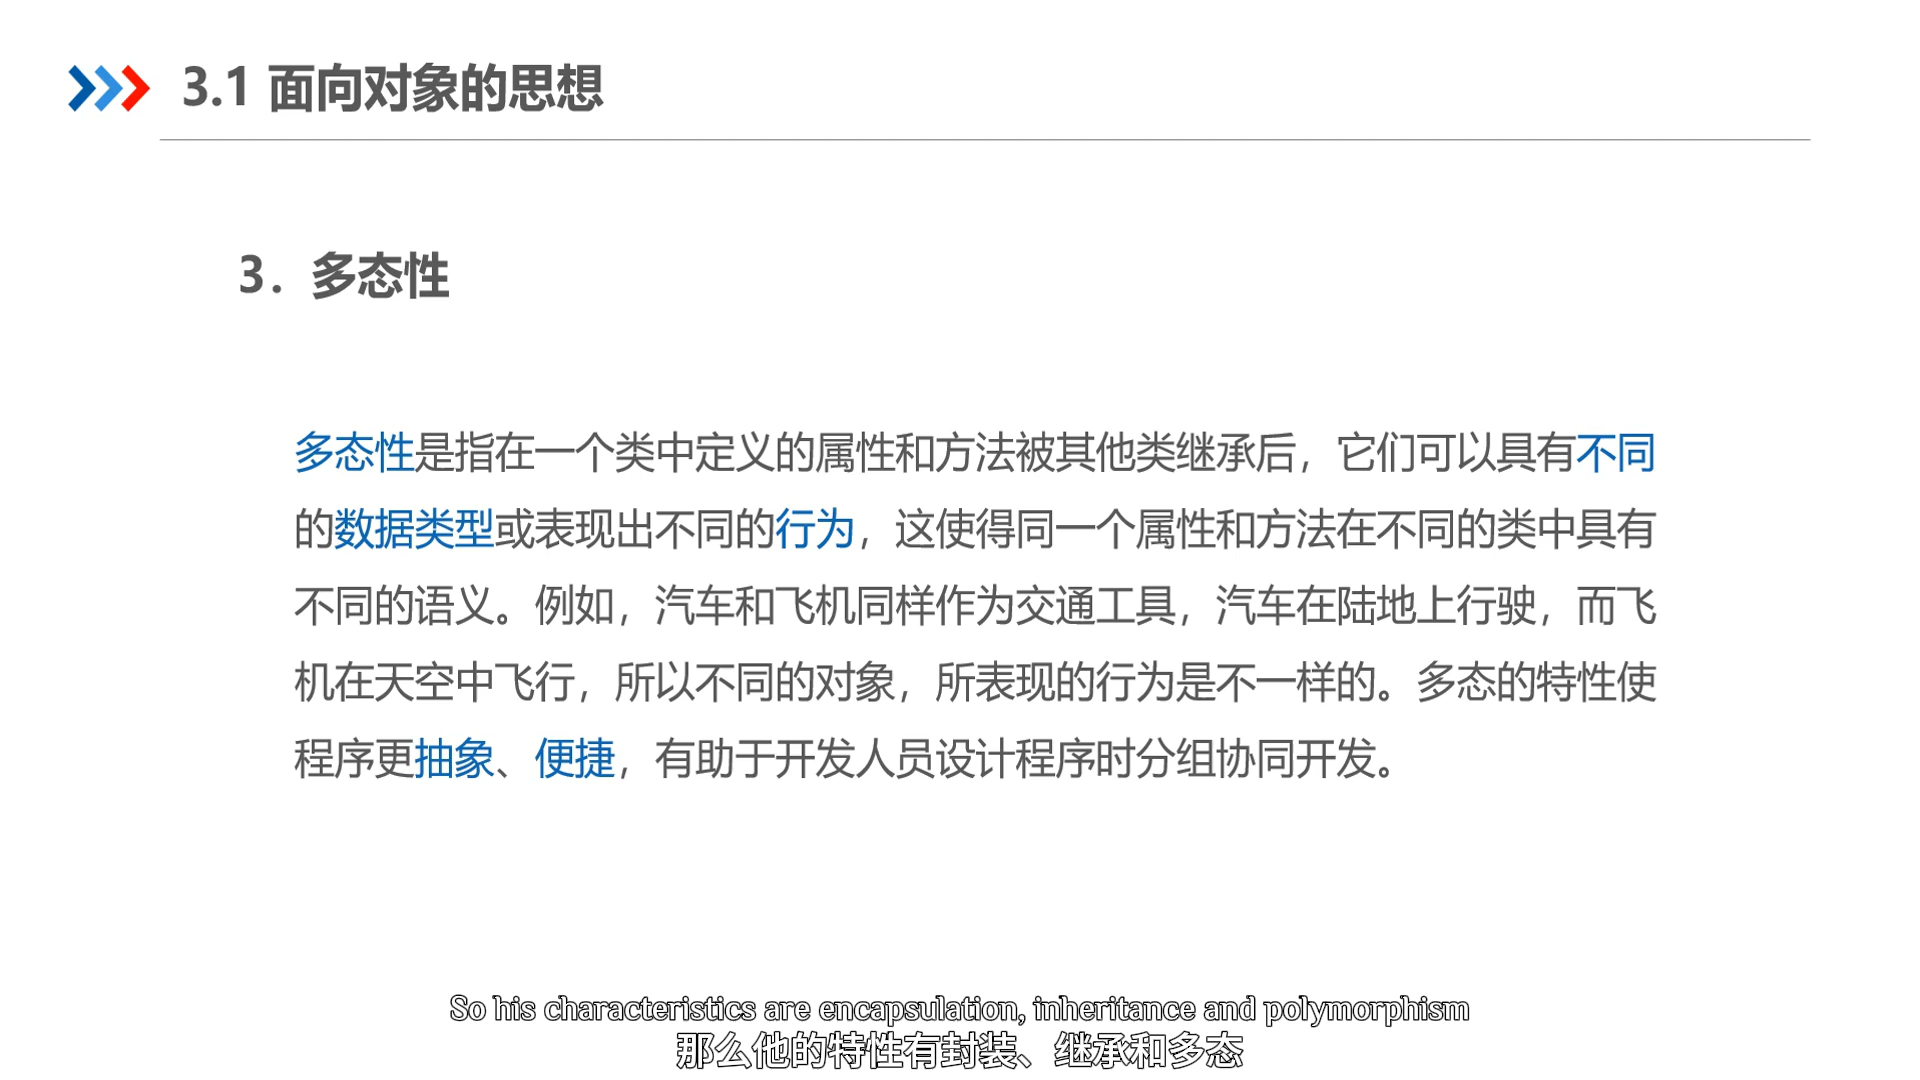 3.1 面向对象的思想
3. 多态性
多态性是指在一个类中定义的属性和方法被其他类继承后，它们可以具有不同
的数据类型或表现出不同的行为，这使得同一个属性和方法在不同的类中具有
不同的语义。例如，汽车和飞机同样作为交通工具，汽车在陆地上行驶，而飞
机在天空中飞行，所以不同的对象，所表现的行为是不一样的。多态的特性使
程序更抽象、便捷，有助于开发人员设计程序时分组协同开发。
So his characteristics are encapsulation, inheritance and polymorphism
那么他的特性有封装、继承和多态